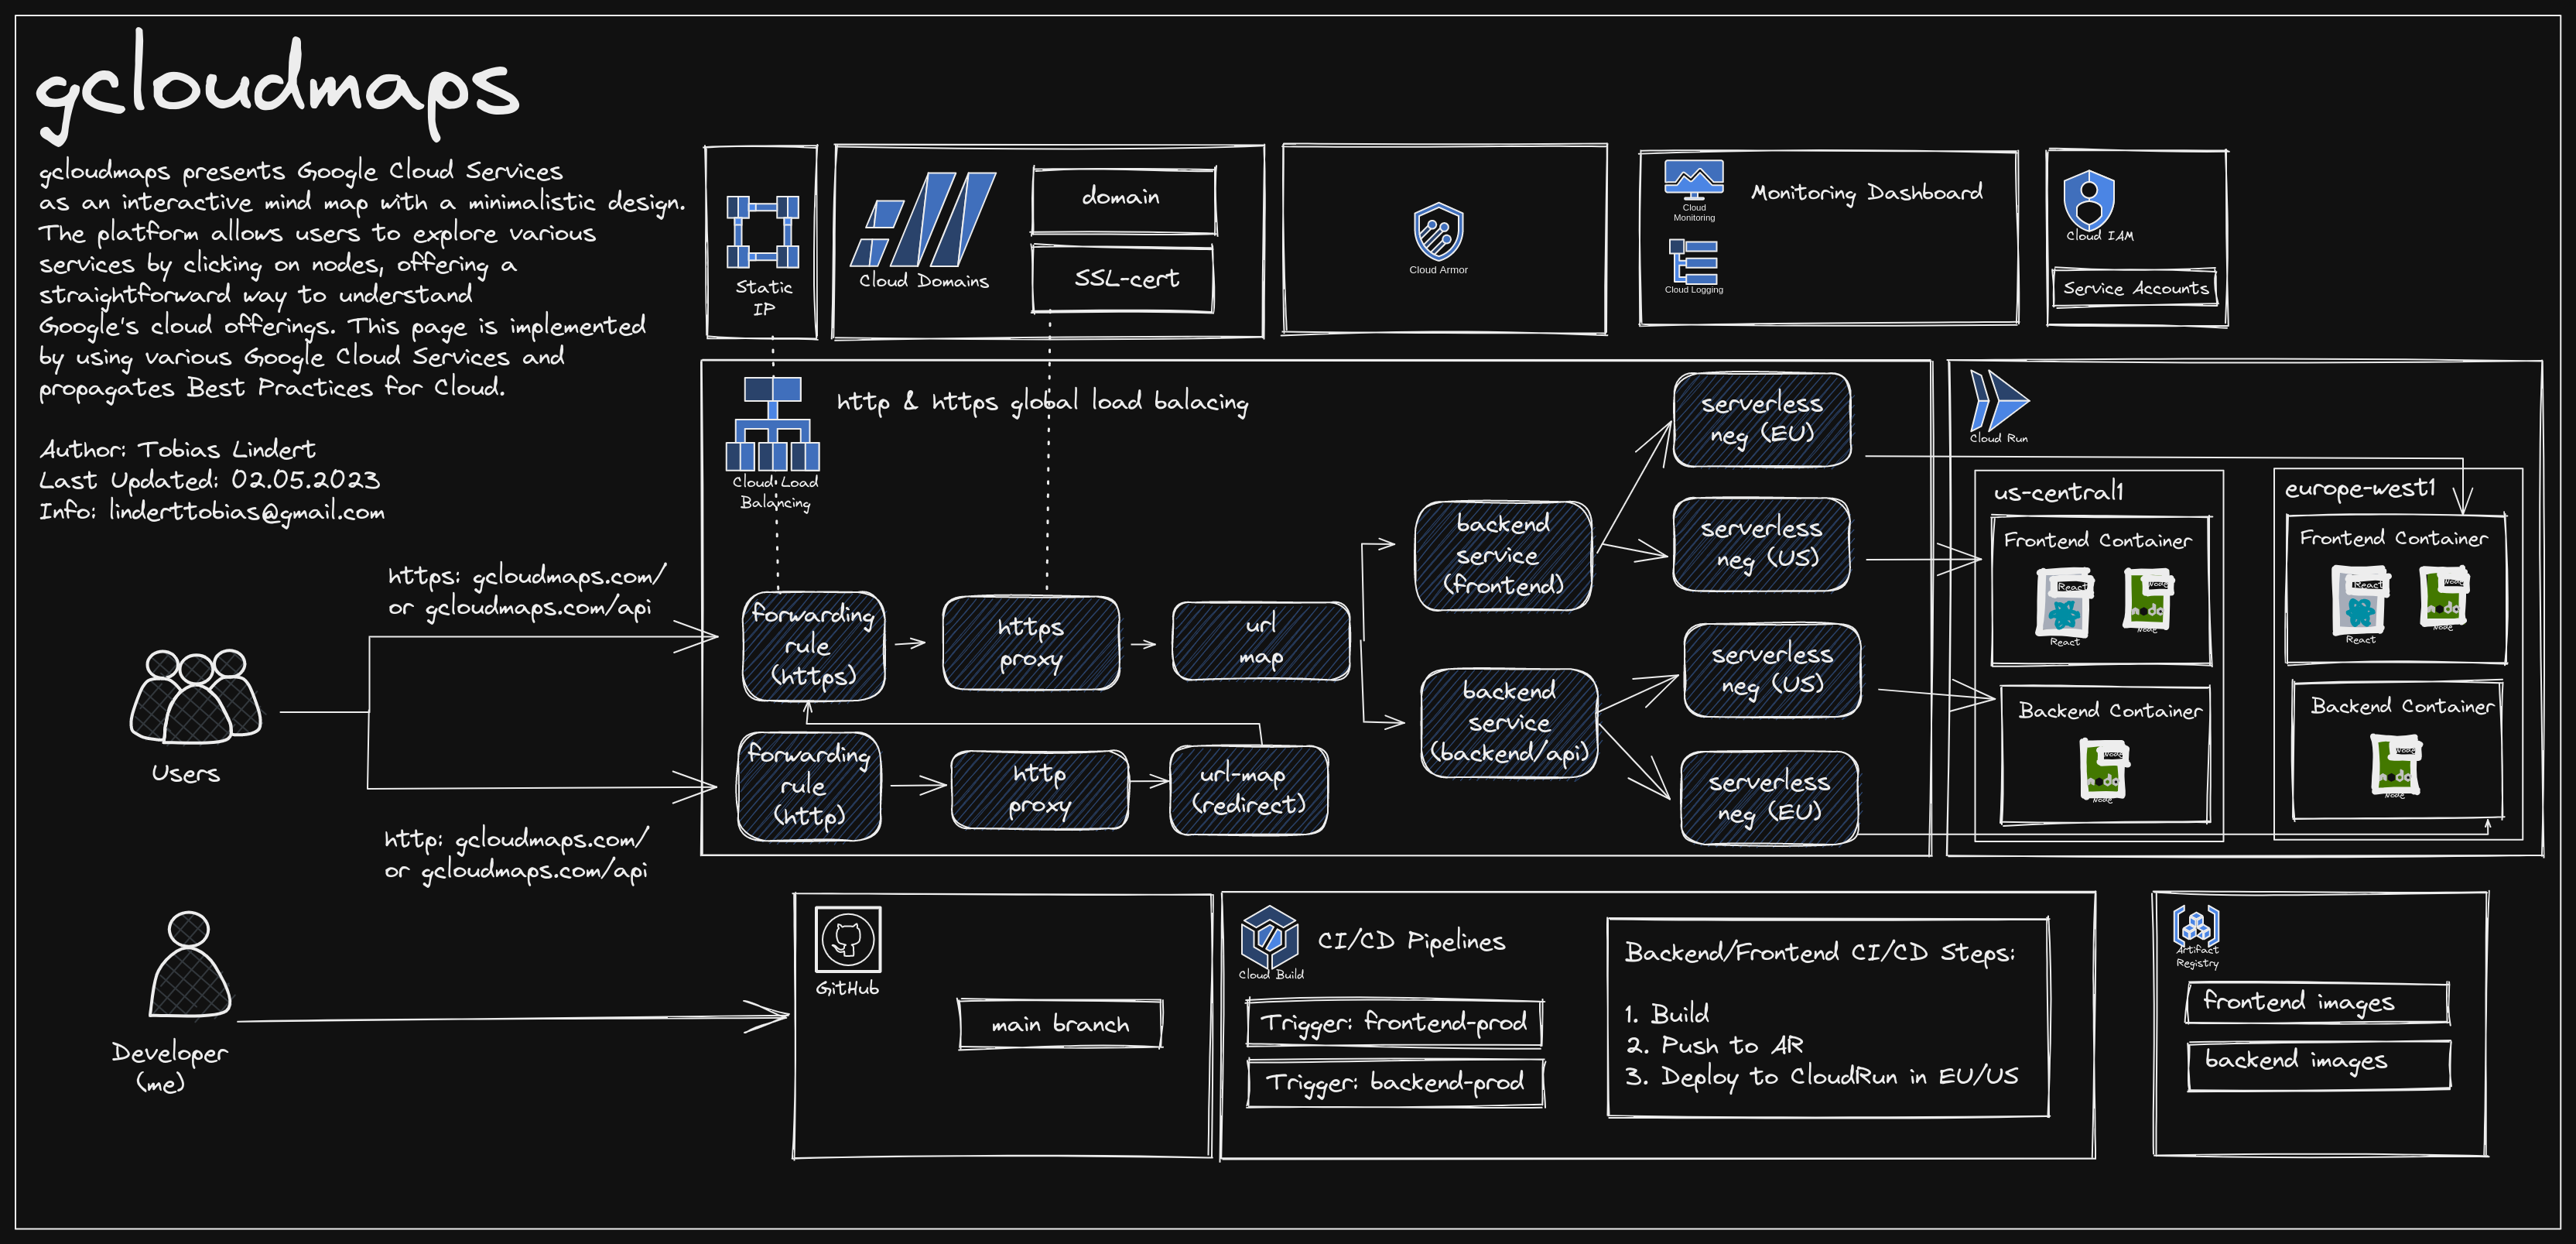 gcloudmaps
gcloudmaps presents Google Cloud Services
as an interactive mind map with a minimalistic design.
The platform allows users to explore various
services by clicking on nodes, offering a
straightforward way to understand
Google's cloud offerings. This page is implemented
by using various Google Cloud Services and
propagates Best Practices for Cloud.
Author: Tobias Lindert
Last Updated: 02.05.2023
Info: linderttobias@gmail.com
Static
IP
Cloud Domains
domain
SSL-cert
Cloud Armor
Cloud
Monitoring
Monitoring Dashboard
Cloud Logging
Cloud IAM
Service Accounts
Cloud Load
Balancing
http & https global load balacing
https: gcloudmaps.com/
or gcloudmaps.com/api
Users
http: gcloudmaps.com/
or gcloudmaps.com/api
forwarding
rule
(https)
https
proxy
url
map
forwarding
rule
(http)
http
proxy
url-map
(redirect)
backend
service
(frontend)
backend
service
(backend/api)
serverless
neg (EU)
serverless
neg (US)
serverless
neg (US)
serverless
neg (EU)
Cloud Run
us-central1
Frontend Container
React
React
Node
node
Node
Backend Container
Node
node
Node
europe-west1
Frontend Container
React
React
Node
node
Node
Backend Container
Node
node
Node
Developer
(me)
GitHub
main branch
Cloud Build
CI/CD Pipelines
Trigger: frontend-prod
Trigger: backend-prod
Backend/Frontend CI/CD Steps:
1. Build
2. Push to AR
3. Deploy to CloudRun in EU/US
Artifact
Registry
frontend images
backend images